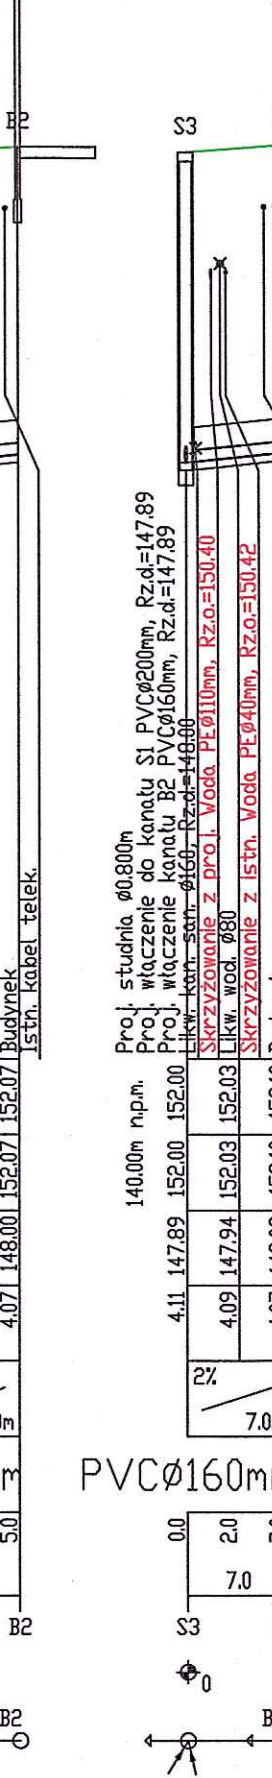 B2
S3
Istn. kabel telek.
Budynek
Proj. studnia Ø0.800m
Proj. włączenie do kanału S1 PVCØ200mm, Rz.d.=147.89
Proj. włączenie kanału B2 PVCØ160mm, Rz.d.=147.89
Likw. kan. san. Ø160, Rz.d.=148.00
Skrzyżowanie z proj. Woda PEØ110mm, Rz.o.=150.40
Likw. wod. Ø80
Skrzyżowanie z istn. Woda PEØ40mm, Rz.o.=150.42
140.00m n.p.m.
152.07
152.07
148.00
4.07
152.00
152.00
147.89
4.11
152.03
152.03
147.94
4.09
2%
7.0
m
PVCØ160mm
5.0
0.0
2.0
7.0
B2
S3
0
B2
B